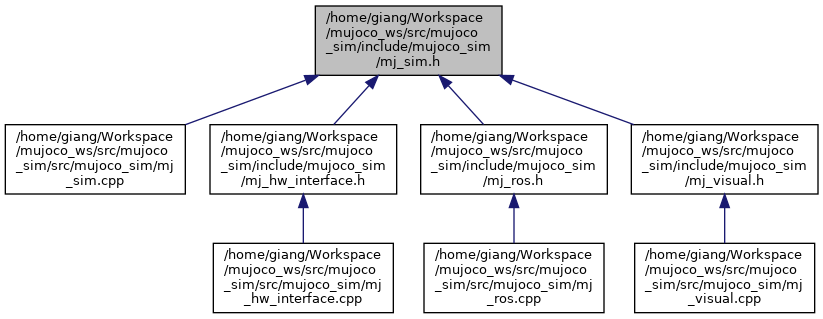 /home/giang/Workspace
/mujoco_ws/src/mujoco
_sim/include/mujoco_sim
/mj_sim.h
/home/giang/Workspace
/mujoco_ws/src/mujoco
_sim/src/mujoco_sim/mj
_sim.cpp
/home/giang/Workspace
/mujoco_ws/src/mujoco
_sim/include/mujoco_sim
/mj_hw_interface.h
/home/giang/Workspace
/mujoco_ws/src/mujoco
_sim/include/mujoco_sim
/mj_ros.h
/home/giang/Workspace
/mujoco_ws/src/mujoco
_sim/include/mujoco_sim
/mj_visual.h
/home/giang/Workspace
/mujoco_ws/src/mujoco
_sim/src/mujoco_sim/mj
_hw_interface.cpp
/home/giang/Workspace
/mujoco_ws/src/mujoco
_sim/src/mujoco_sim/mj
_ros.cpp
/home/giang/Workspace
/mujoco_ws/src/mujoco
_sim/src/mujoco_sim/mj
_visual.cpp